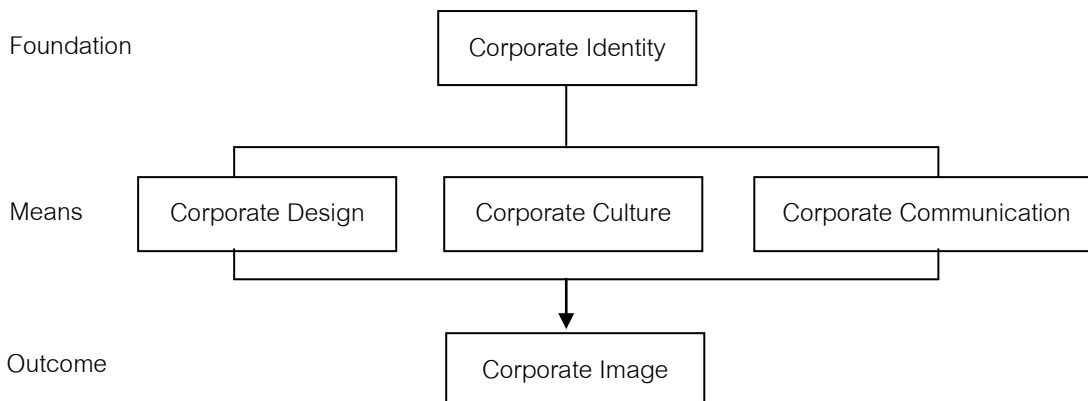 Foundation
Corporate Identity
Means
Corporate Design
Corporate Culture
Corporate Communication
Outcome
Corporate Image